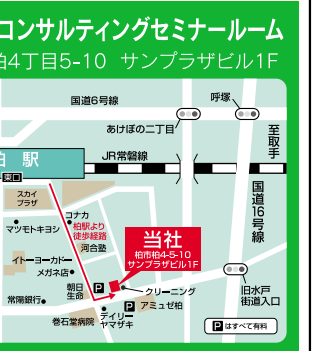 コンサルティングセミナールーム
柏4丁目5-10 サンプラザビル1F
国道6号線
呼塚
あけぼの二丁目
至取手
柏駅
JR常磐線
東口
スカイ
プラザ
国道16号線
コナカ
マツモトキヨシ
柏駅より
徒歩経路
河合塾
当社
柏市柏4-5-10
サンプラザビル1F
イトーヨーカドー
メガネ店
朝日
生命
P
クリーニング
旧水戸
街道入口
常陽銀行
P
アミュゼ柏
巻石堂病院
デイリー
ヤマザキ
Pはすべて有料